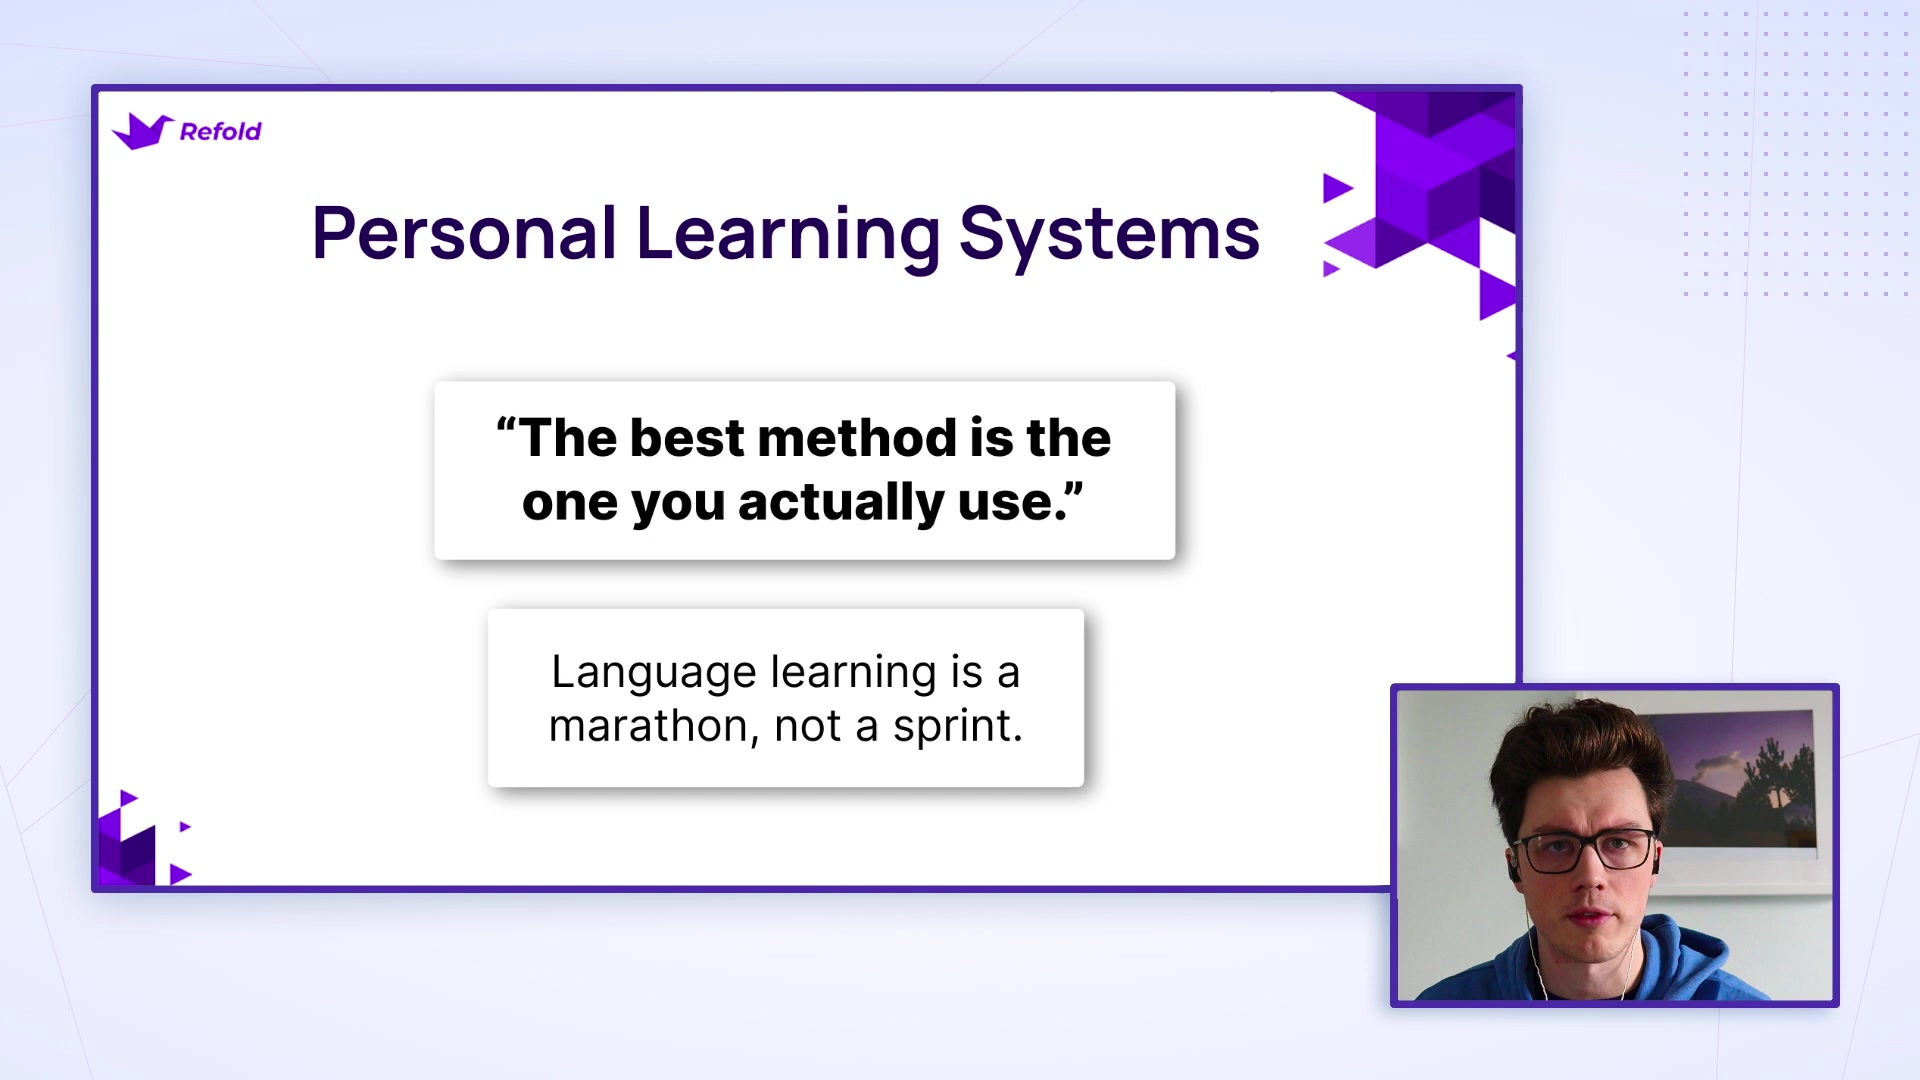 Refold
Personal Learning Systems
“The best method is the
one you actually use.”
Language learning is a
marathon, not a sprint.